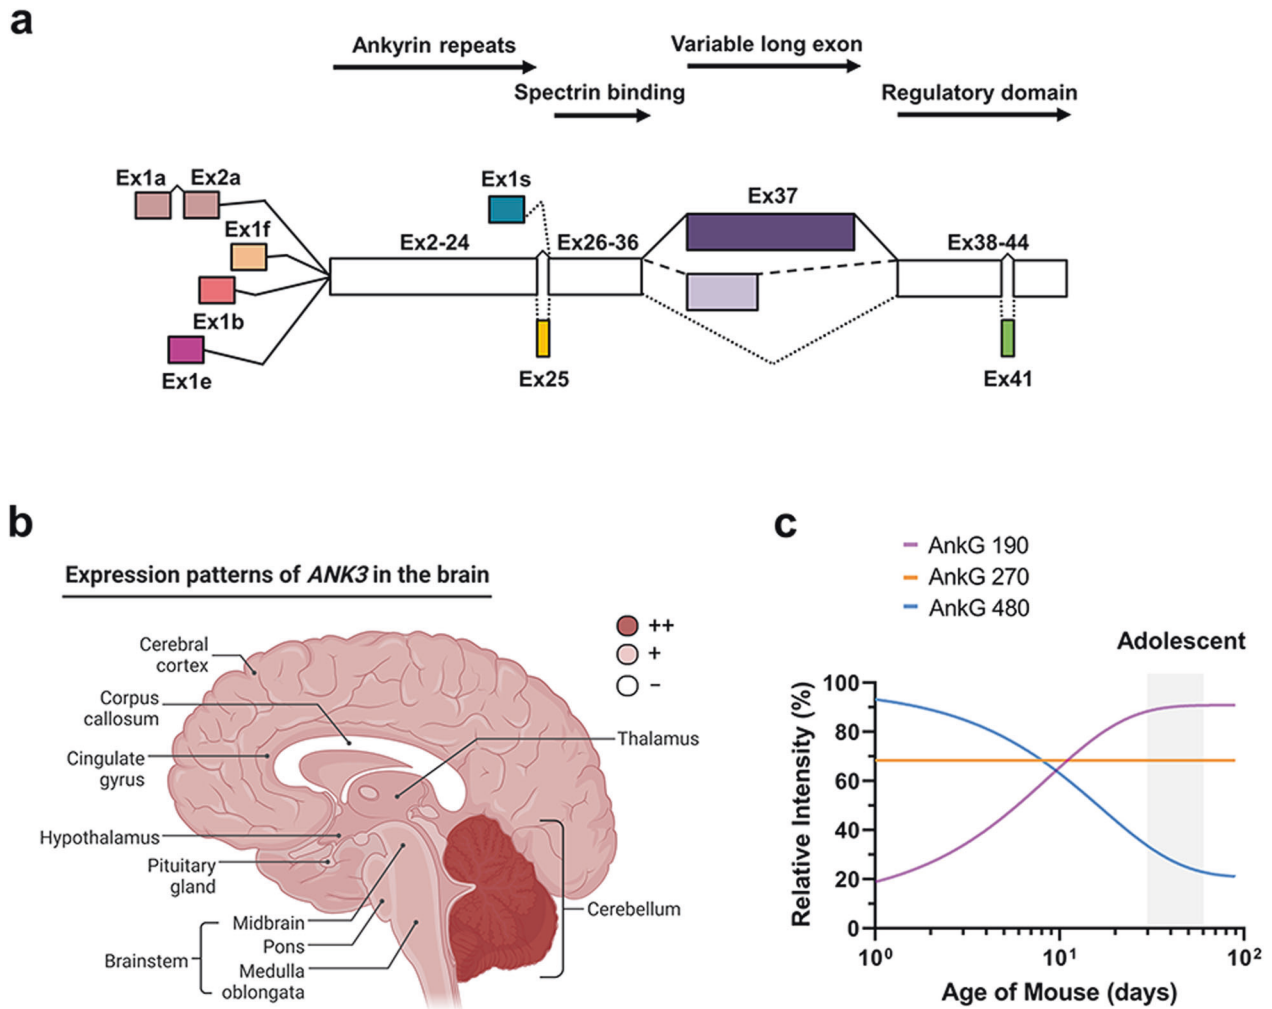 a
Ankyrin repeats
Variable long exon
Spectrin binding
Regulatory domain
Ex1a
Ex2a
Ex1s
Ex37
Ex1f
Ex2-24
Ex26-36
Ex38-44
Ex1b
Ex1e
Ex25
Ex41
b
Expression patterns of ANK3 in the brain
++
+
−
Cerebral
cortex
Corpus
callosum
Cingulate
gyrus
Thalamus
Hypothalamus
Pituitary
gland
Midbrain
Pons
Medulla
oblongata
Brainstem
Cerebellum
c
AnkG 190
AnkG 270
AnkG 480
Adolescent
Relative Intensity (%)
100
80
60
40
20
0
10⁰
10¹
10²
Age of Mouse (days)